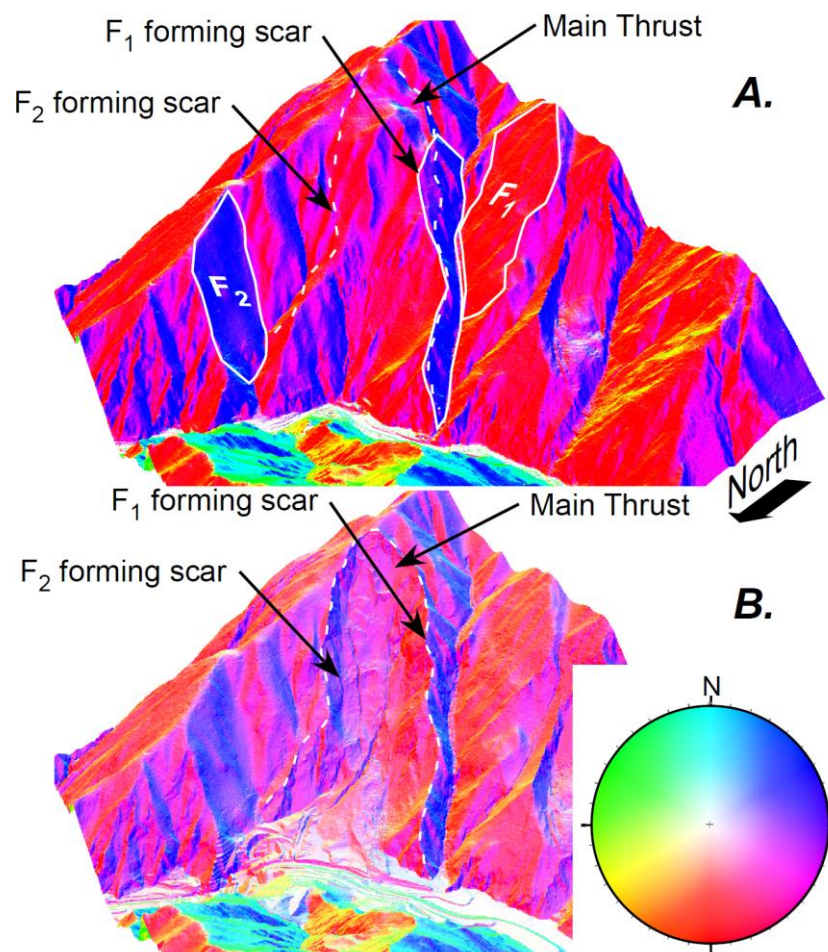 F₁ forming scar
Main Thrust
A.
F₂ forming scar
F₁
F₂
North
F₁ forming scar
Main Thrust
F₂ forming scar
B.
N